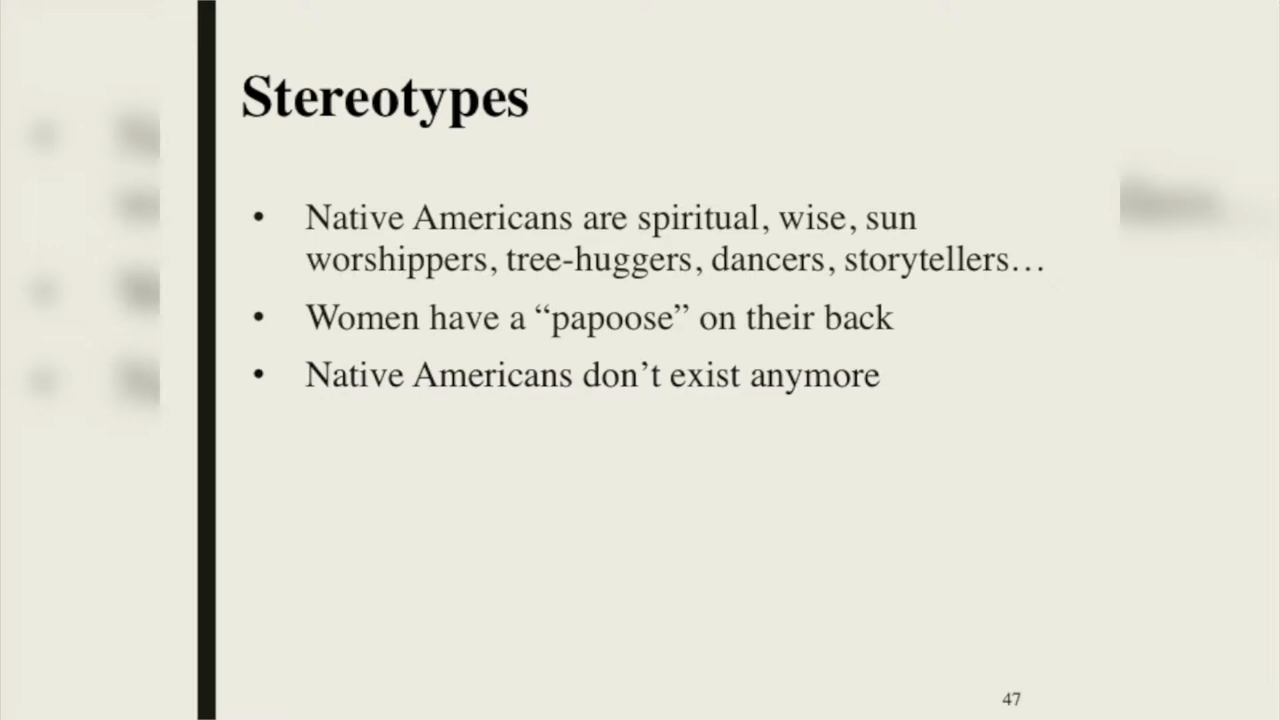 Stereotypes
• Native Americans are spiritual, wise, sun
worshippers, tree-huggers, dancers, storytellers…
• Women have a “papoose” on their back
• Native Americans don’t exist anymore
47